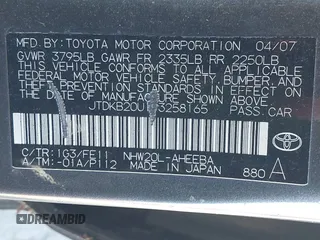 MFD. BY: TOYOTA MOTOR CORPORATION 04/07
GVWR 3795LB GAWR FR 2335LB RR 2250LB
THIS VEHICLE CONFORMS TO ALL APPLICABLE
FEDERAL MOTOR VEHICLE SAFETY, BUMPER, AND
THEFT PREVENTION STANDARDS IN EFFECT ON
THE DATE OF MANUFACTURE SHOWN ABOVE.
PASS.CAR
C/TR: 1G3/FE11 NHW20L-AHEEBA
A/TM: -01A/P112 MADE IN JAPAN 880 A
TOYOTA
DREAMBID